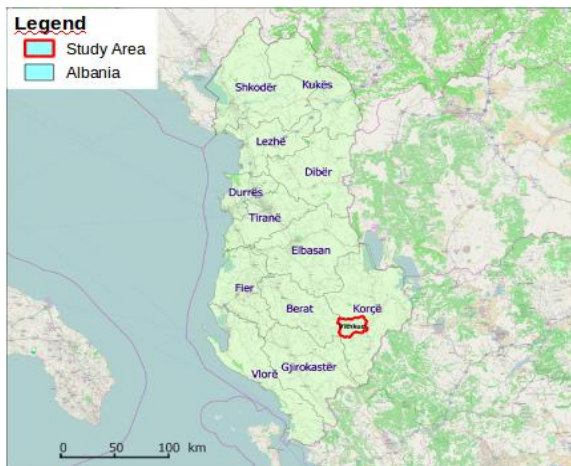 Legend
Study Area
Albania
Shkodër
Kukës
Lezhë
Dibër
Durrës
Tiranë
Elbasan
Fier
Berat
Korçë
Vithkuq
Gjirokastër
Vlorë
0 50 100 km